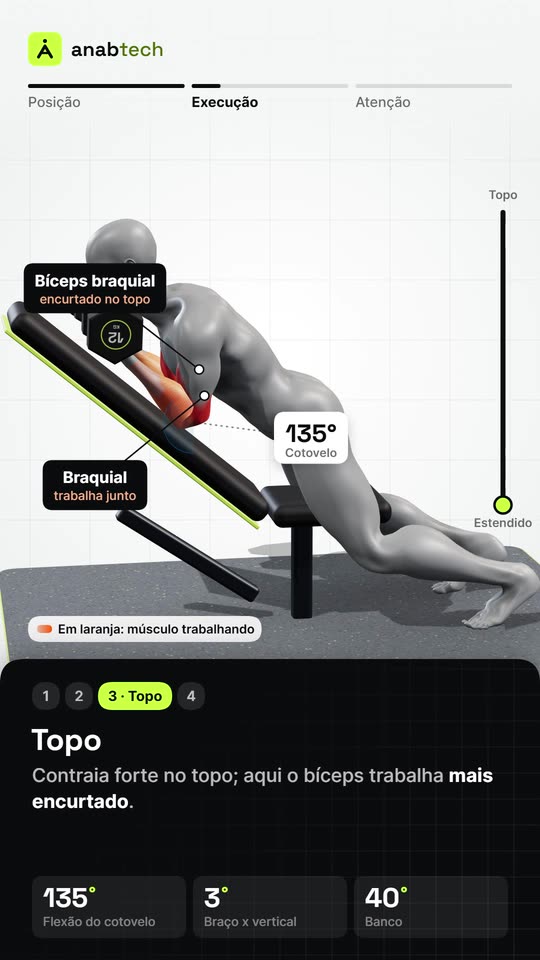 anabtech
Posição
Execução
Atenção
Topo
Bíceps braquial
encurtado no topo
12
KG
135°
Cotovelo
Braquial
trabalha junto
Estendido
Em laranja: músculo trabalhando
1
2
3 · Topo
4
Topo
Contraia forte no topo; aqui o bíceps trabalha mais
encurtado.
135°
Flexão do cotovelo
3°
Braço x vertical
40°
Banco